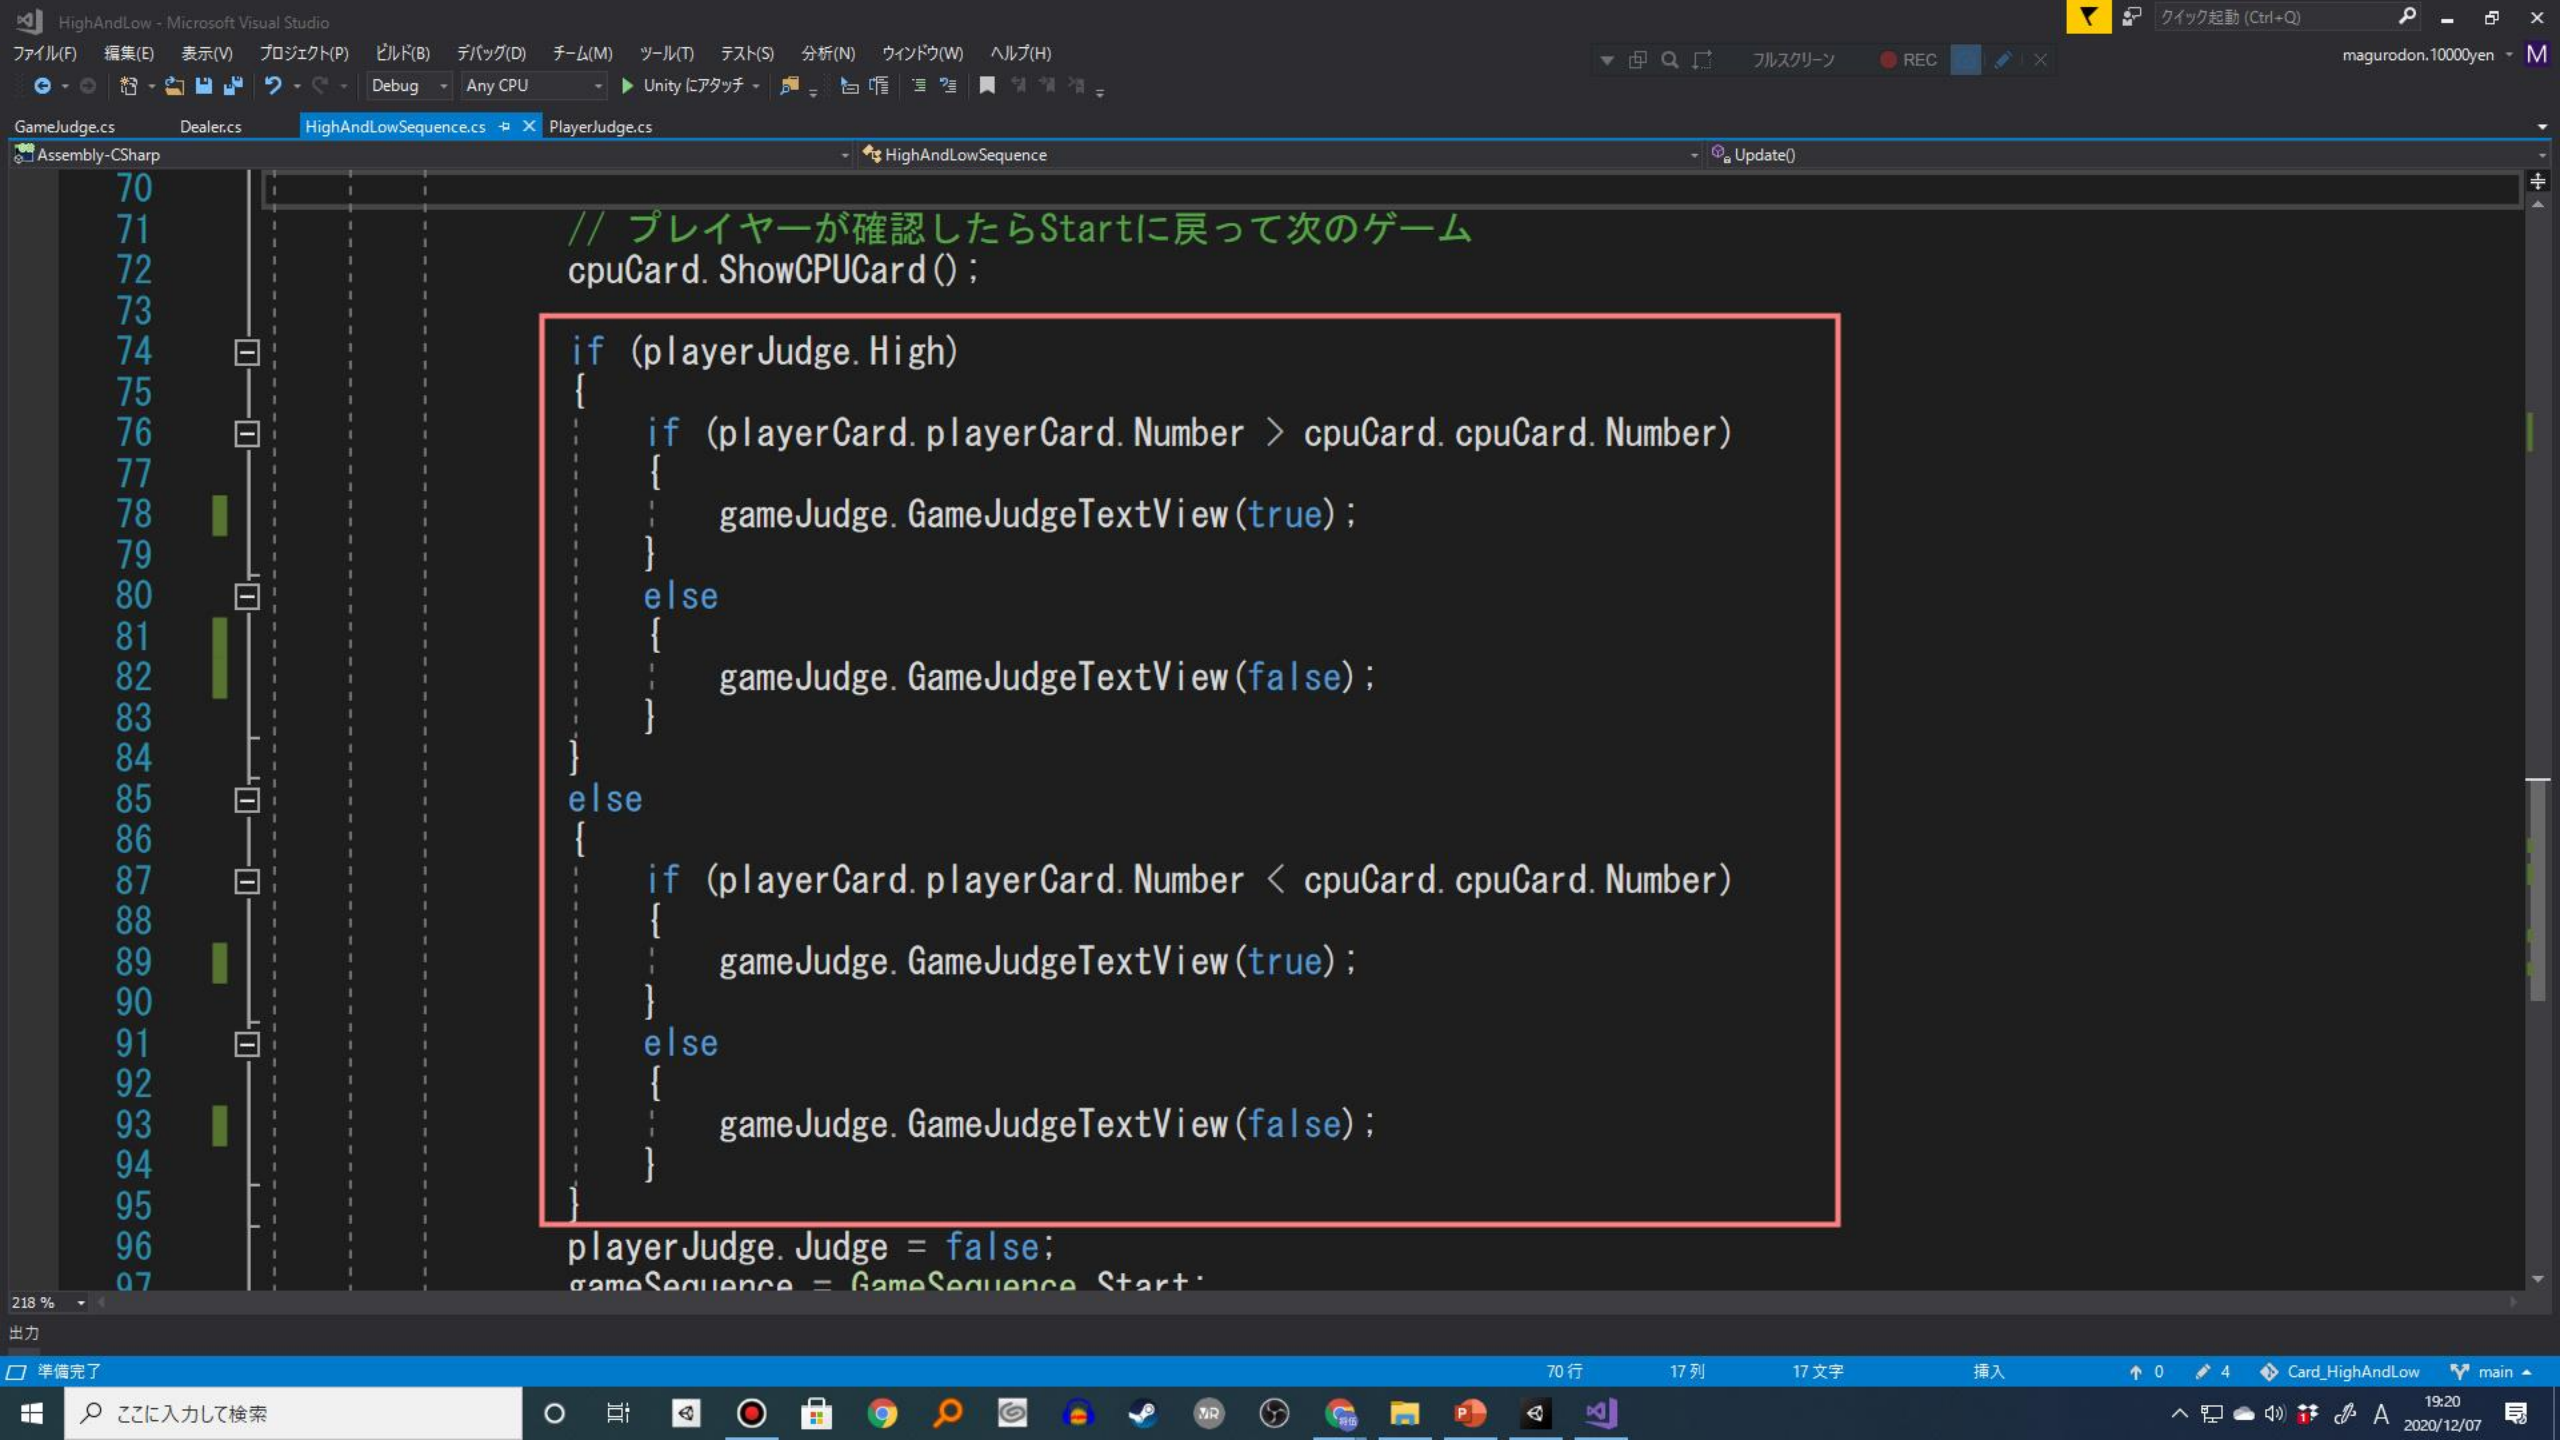 HighAndLow - Microsoft Visual Studio
クイック起動 (Ctrl+Q)
ファイル(F) 編集(E) 表示(V) プロジェクト(P) ビルド(B) デバッグ(D) チーム(M) ツール(T) テスト(S) 分析(N) ウィンドウ(W) ヘルプ(H)
フルスクリーン REC
magurodon.10000yen M
Debug Any CPU Unity にアタッチ
GameJudge.cs Dealer.cs HighAndLowSequence.cs PlayerJudge.cs
Assembly-CSharp HighAndLowSequence Update()
70
71 // プレイヤーが確認したらStartに戻って次のゲーム
72 cpuCard.ShowCPUCard();
73
74 if (playerJudge.High)
75 {
76 if (playerCard.playerCard.Number > cpuCard.cpuCard.Number)
77 {
78 gameJudge.GameJudgeTextView(true);
79 }
80 else
81 {
82 gameJudge.GameJudgeTextView(false);
83 }
84 }
85 else
86 {
87 if (playerCard.playerCard.Number < cpuCard.cpuCard.Number)
88 {
89 gameJudge.GameJudgeTextView(true);
90 }
91 else
92 {
93 gameJudge.GameJudgeTextView(false);
94 }
95 }
96 playerJudge.Judge = false;
97 gameSequence = GameSequence.Start;
218 %
出力
準備完了 70 行 17 列 17 文字 挿入 0 4 Card_HighAndLow main
ここに入力して検索
A 19:20
2020/12/07